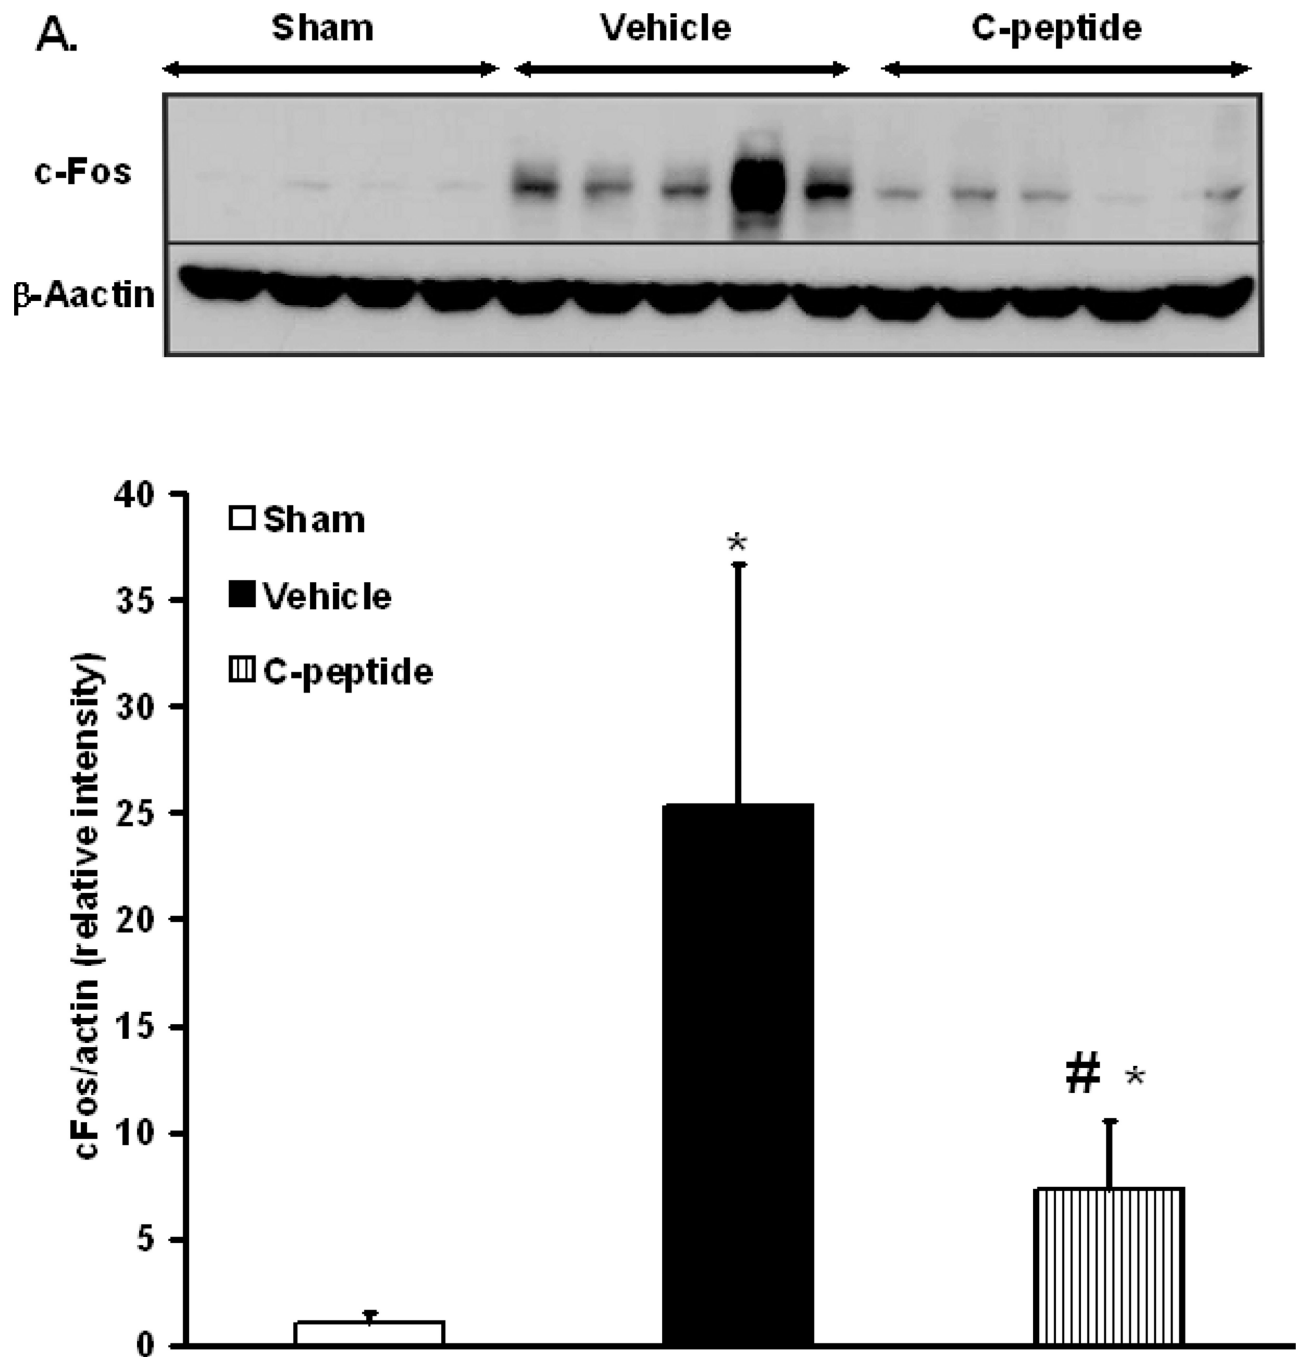 A.
Sham Vehicle C-peptide
c-Fos
β-Aactin
40
35
30
25
20
15
10
5
0
cFos/actin (relative intensity)
Sham
Vehicle
C-peptide
*
# *